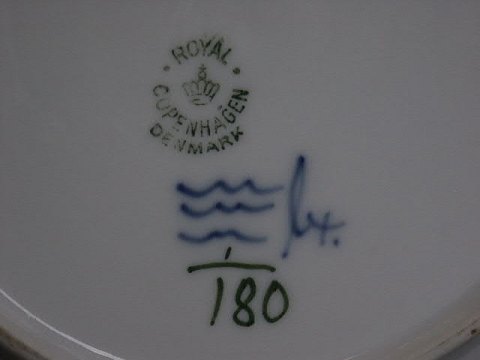 ROYAL
COPENHAGEN
DENMARK
1
180